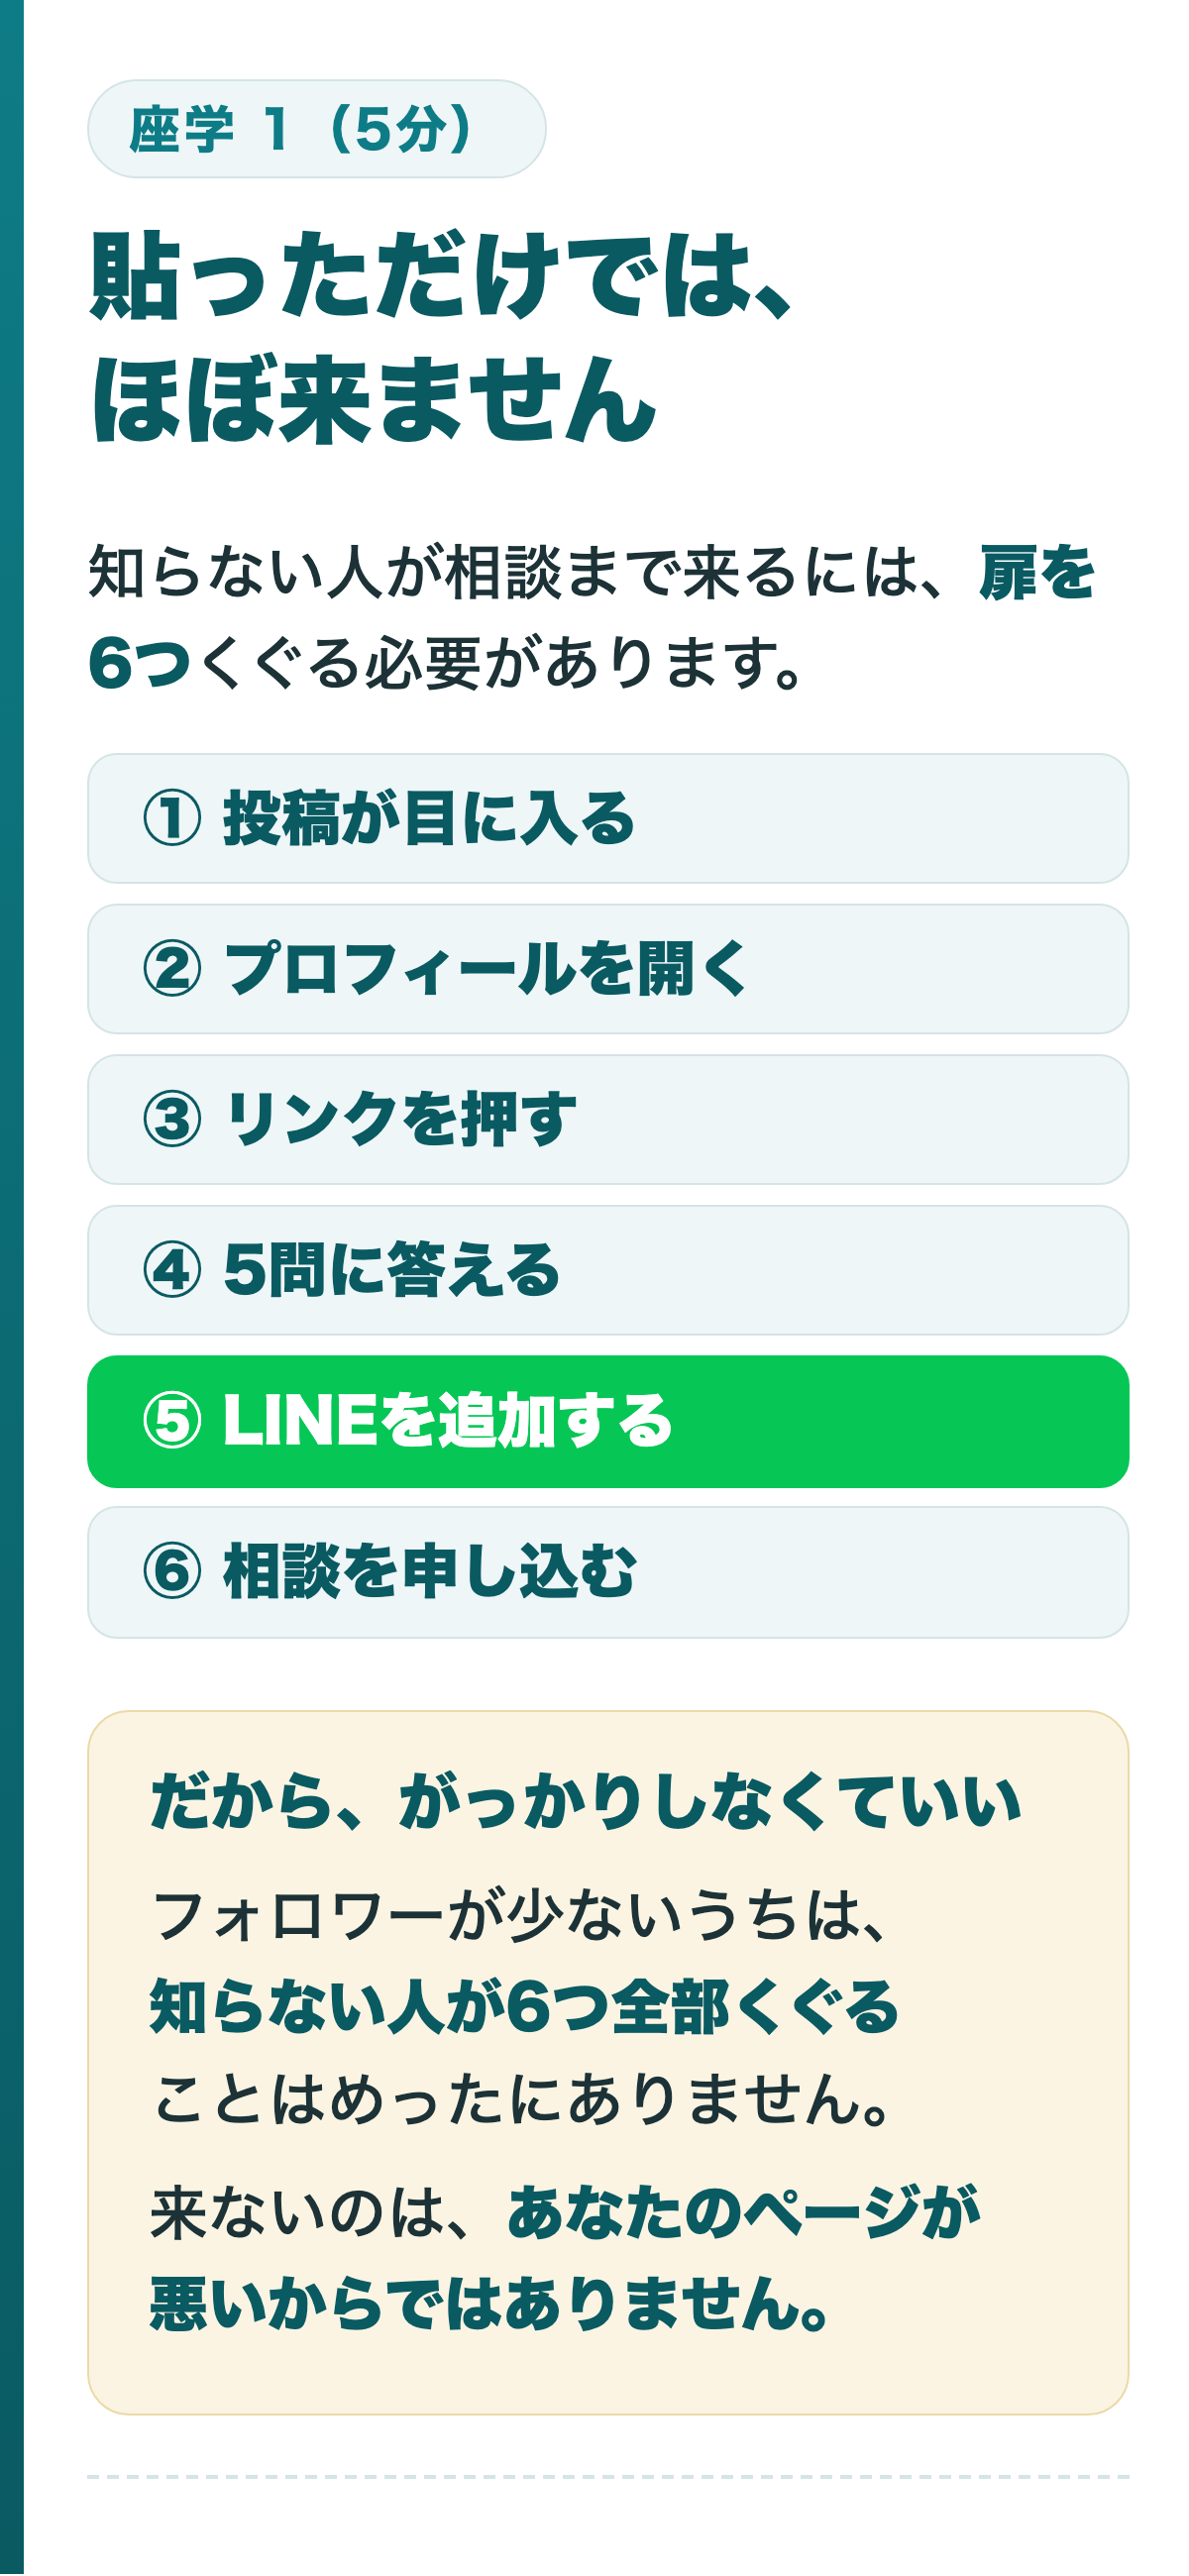 座学 1（5分）
貼っただけでは、
ほぼ来ません
知らない人が相談まで来るには、扉を
6つくぐる必要があります。
① 投稿が目に入る
② プロフィールを開く
③ リンクを押す
④ 5問に答える
⑤ LINEを追加する
⑥ 相談を申し込む
だから、がっかりしなくていい
フォロワーが少ないうちは、
知らない人が6つ全部くぐる
ことはめったにありません。
来ないのは、あなたのページが
悪いからではありません。